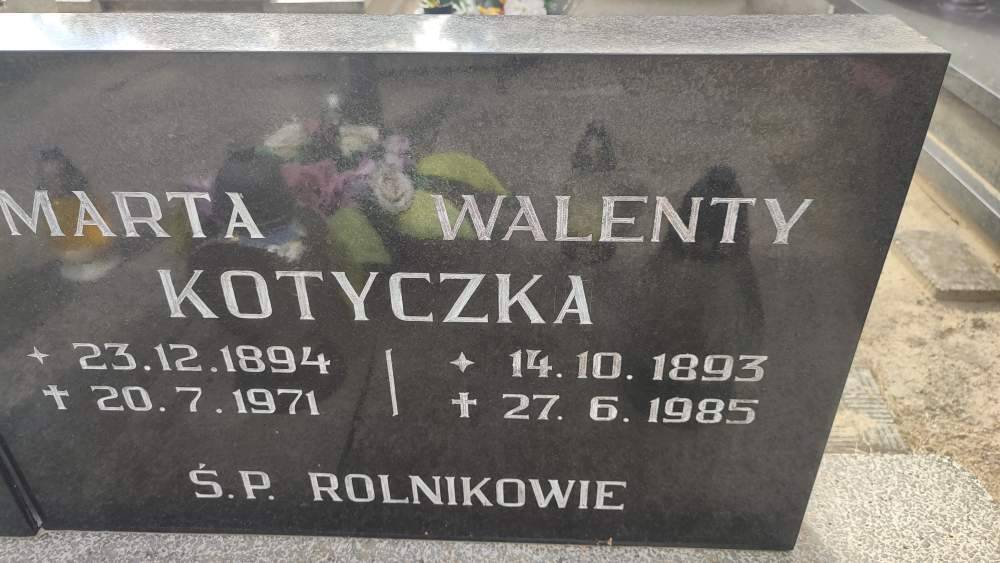 MARTA WALENTY
KOTYCZKA
✦ 23.12.1894 | ✦ 14.10.1893
✝ 20.7.1971 | ✝ 27.6.1985
Ś.P. ROLNIKOWIE